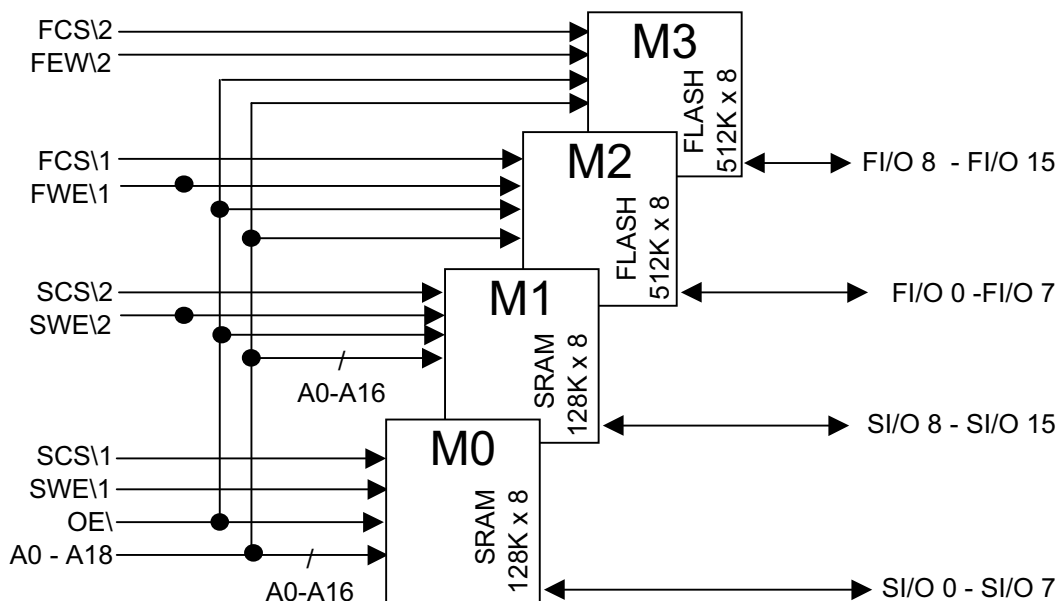 FCS\2
FEW\2
M3
FLASH
512K x 8
FI/O 8 - FI/O 15
FCS\1
FWE\1
M2
FLASH
512K x 8
FI/O 0 -FI/O 7
SCS\2
SWE\2
A0-A16
M1
SRAM
128K x 8
SI/O 8 - SI/O 15
SCS\1
SWE\1
OE\
A0 - A18
A0-A16
M0
SRAM
128K x 8
SI/O 0 - SI/O 7